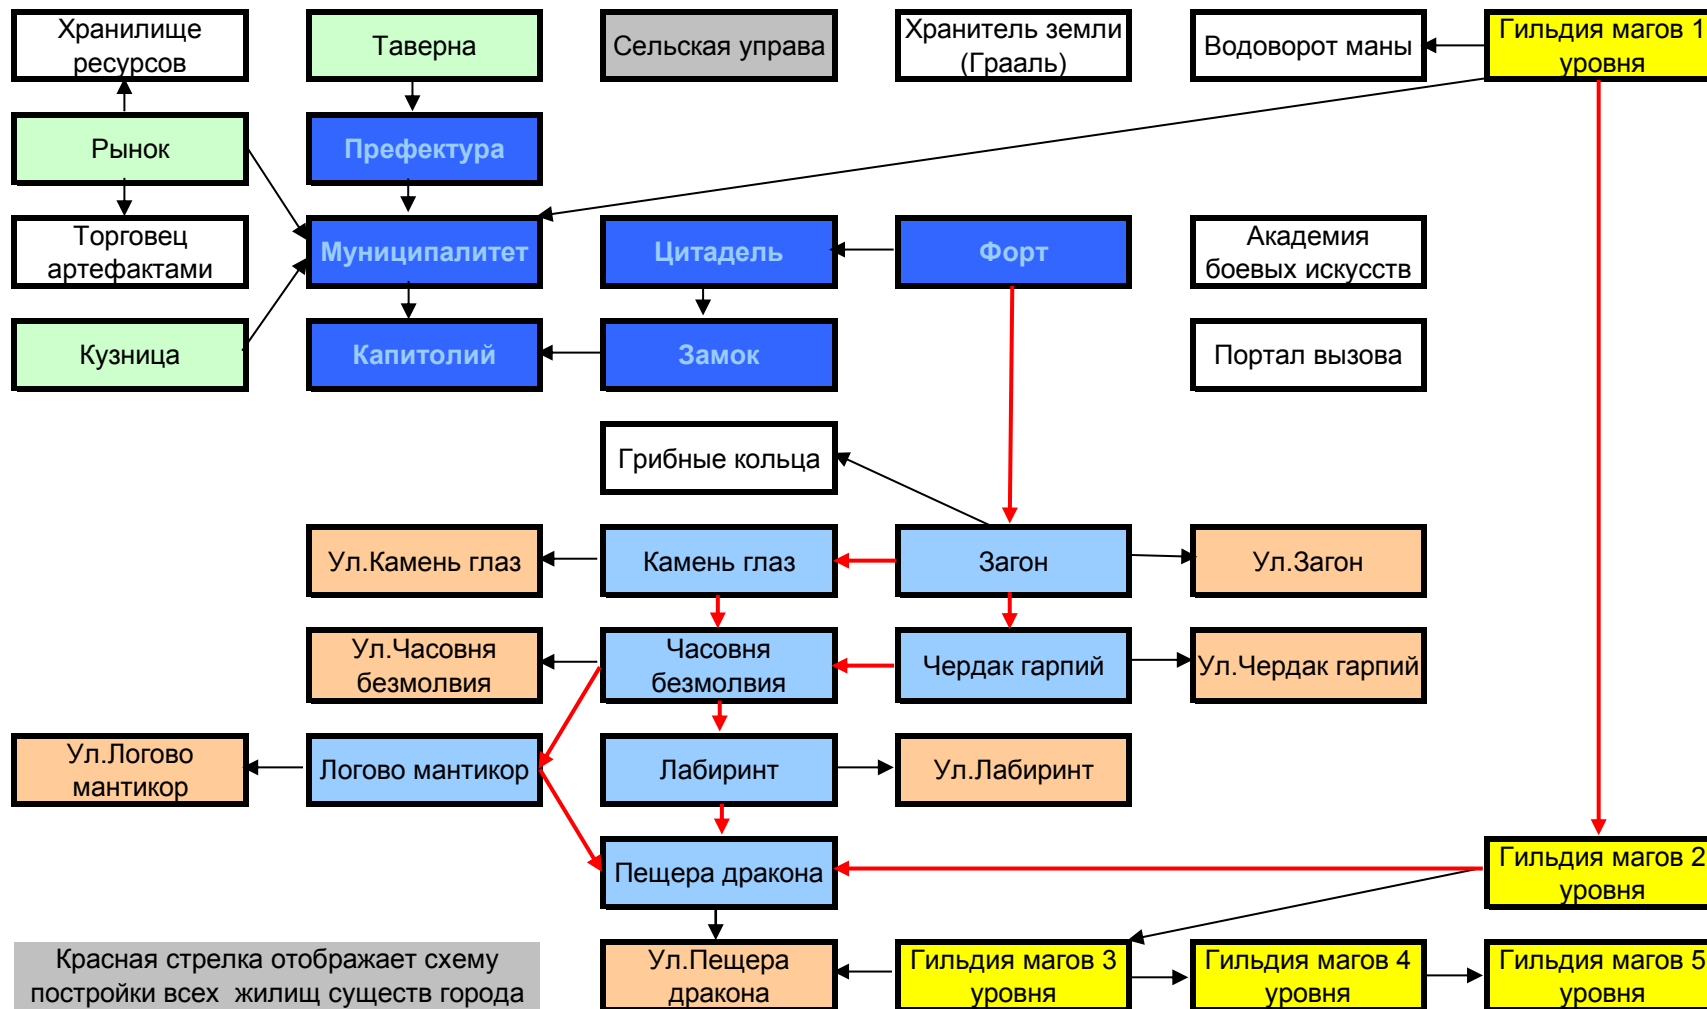 Хранилище
ресурсов
Таверна
Сельская управа
Хранитель земли
(Грааль)
Водоворот маны
Гильдия магов 1
уровня
Рынок
Префектура
Торговец
артефактами
Муниципалитет
Цитадель
Форт
Академия
боевых искусств
Кузница
Капитолий
Замок
Портал вызова
Грибные кольца
Ул.Камень глаз
Камень глаз
Загон
Ул.Загон
Ул.Часовня
безмолвия
Часовня
безмолвия
Чердак гарпий
Ул.Чердак гарпий
Ул.Логово
мантикор
Логово мантикор
Лабиринт
Ул.Лабиринт
Пещера дракона
Гильдия магов 2
уровня
Красная стрелка отображает схему
постройки всех жилищ существ города
Ул.Пещера
дракона
Гильдия магов 3
уровня
Гильдия магов 4
уровня
Гильдия магов 5
уровня